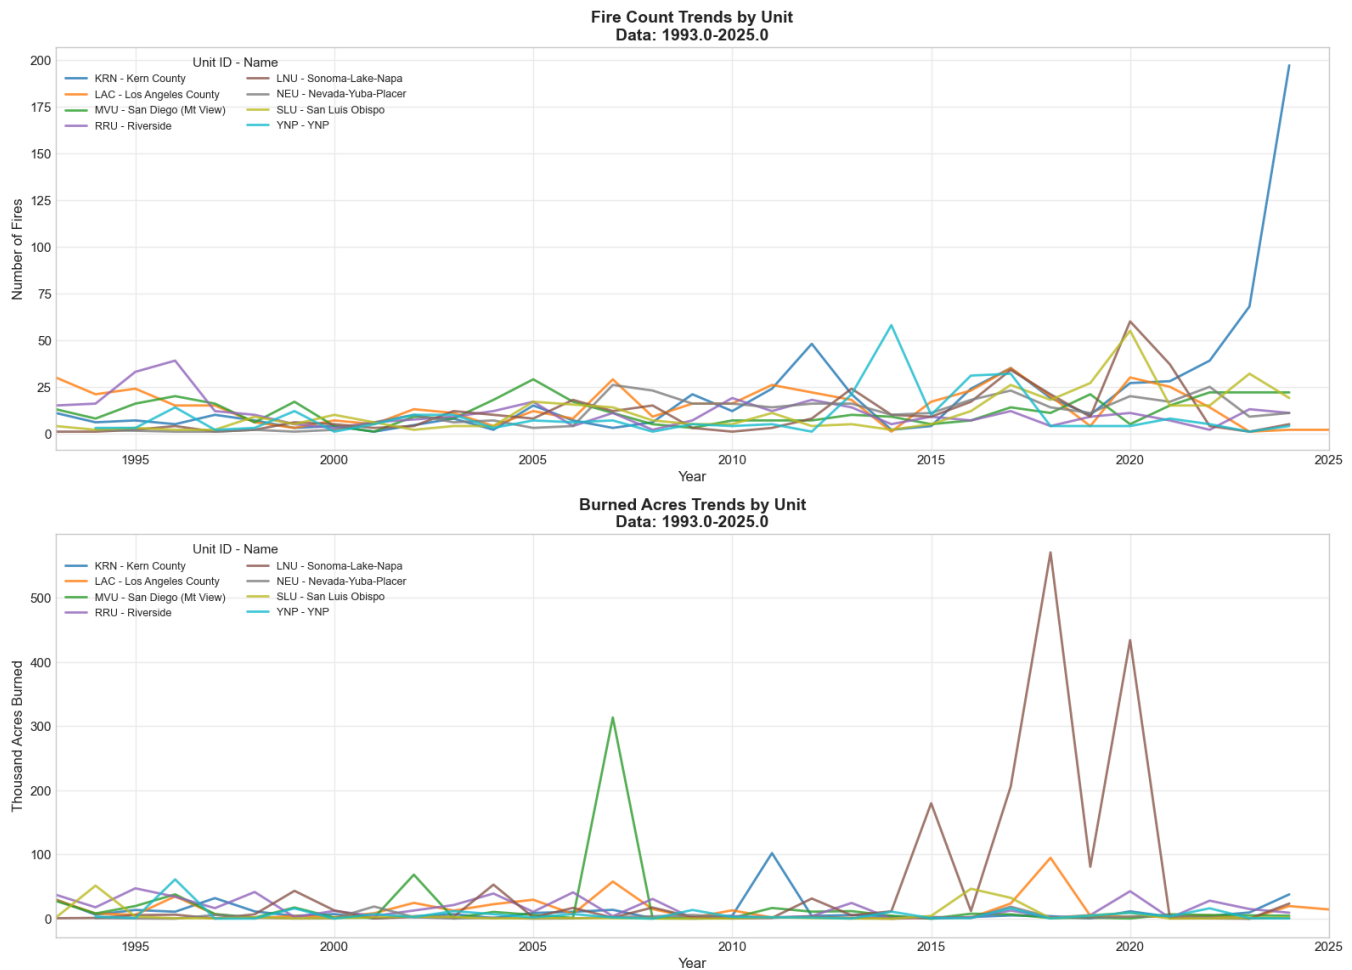 Fire Count Trends by Unit
Data: 1993.0-2025.0
Unit ID - Name
KRN - Kern County
LAC - Los Angeles County
MVU - San Diego (Mt View)
RRU - Riverside
LNU - Sonoma-Lake-Napa
NEU - Nevada-Yuba-Placer
SLU - San Luis Obispo
YNP - YNP
Number of Fires
200
175
150
125
100
75
50
25
0
1995 2000 2005 2010 2015 2020 2025
Year
Burned Acres Trends by Unit
Data: 1993.0-2025.0
Unit ID - Name
KRN - Kern County
LAC - Los Angeles County
MVU - San Diego (Mt View)
RRU - Riverside
LNU - Sonoma-Lake-Napa
NEU - Nevada-Yuba-Placer
SLU - San Luis Obispo
YNP - YNP
Thousand Acres Burned
500
400
300
200
100
0
1995 2000 2005 2010 2015 2020 2025
Year